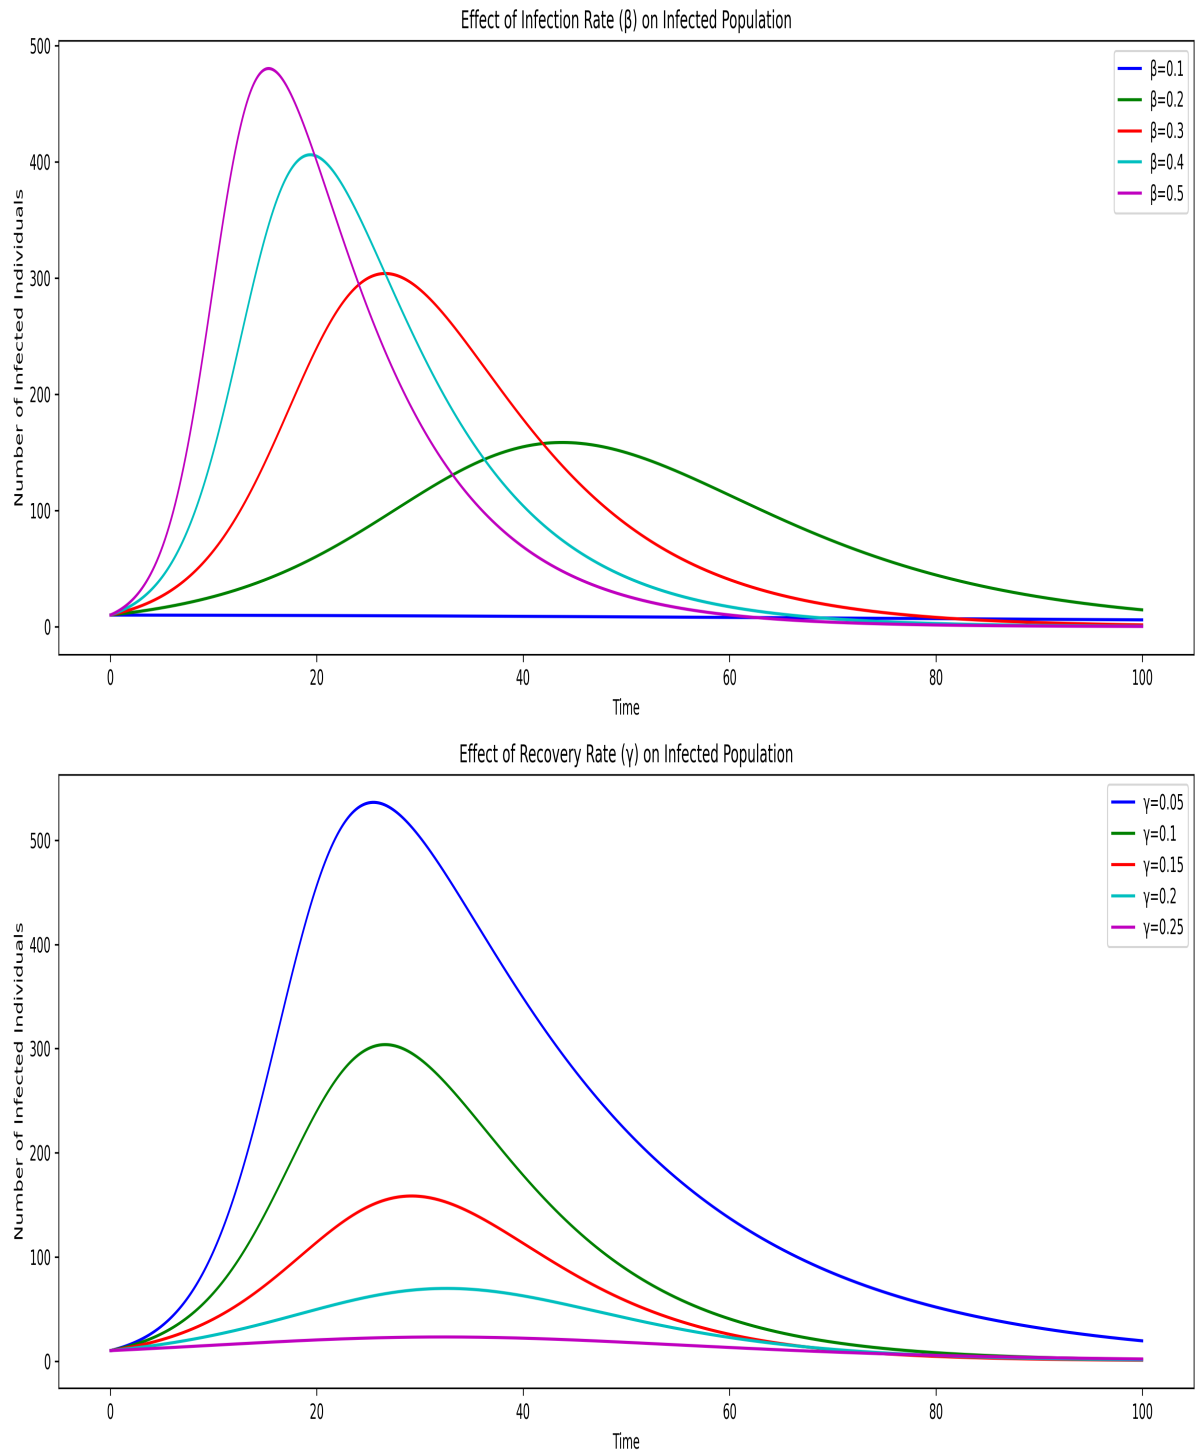 Effect of Infection Rate (β) on Infected Population
500
400
300
200
100
0
Number of Infected Individuals
β=0.1
β=0.2
β=0.3
β=0.4
β=0.5
0 20 40 60 80 100
Time
Effect of Recovery Rate (γ) on Infected Population
500
400
300
200
100
0
Number of Infected Individuals
γ=0.05
γ=0.1
γ=0.15
γ=0.2
γ=0.25
0 20 40 60 80 100
Time